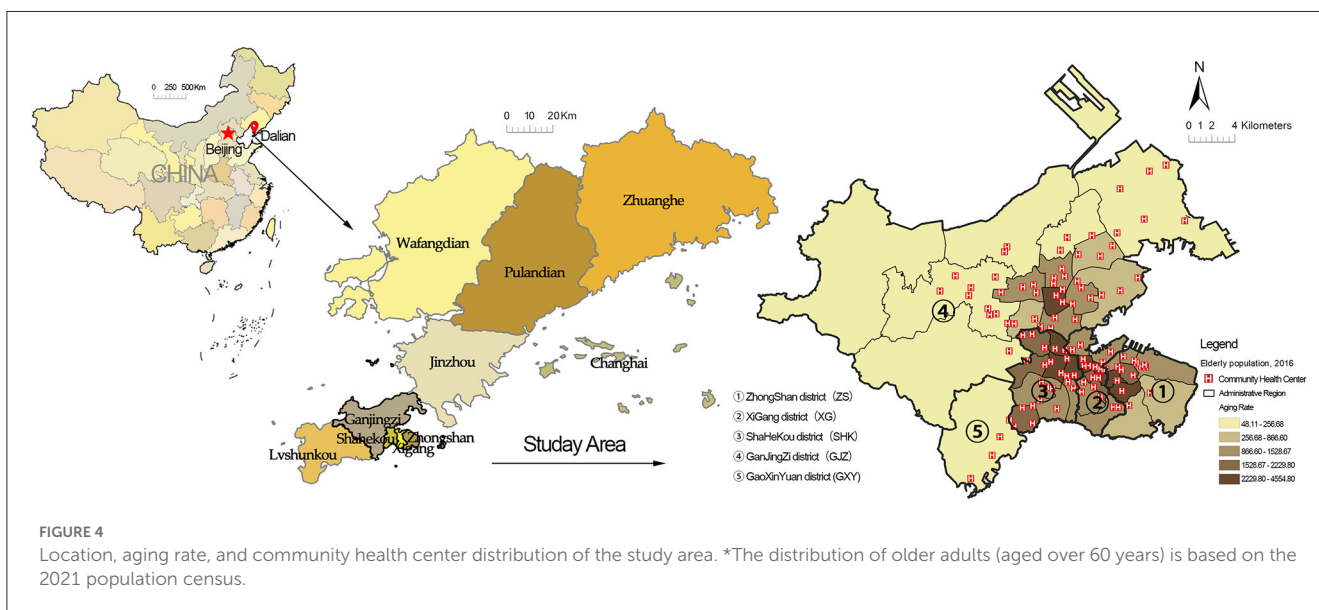 0 250 500Km
Dalian
Beijing
CHINA
0 10 20Km
Zhuanghe
Wafangdian
Pulandian
Jinzhou
Changhai
Ganjingzi
Shahekou
Zhongshan
Xigang
Lvshunkou
Studay Area
① ZhongShan district (ZS)
② XiGang district (XG)
③ ShaHeKou district (SHK)
④ GanJingZi district (GJZ)
⑤ GaoXinYuan district (GXY)
N
0 1 2 4 Kilometers
④
③
②
①
⑤
Legend
Elderly population, 2016
H Community Health Center
Administrative Region
Aging Rate
48.11 - 256.68
256.68 - 866.60
866.60 - 1528.67
1528.67 - 2229.80
2229.80 - 4554.80
FIGURE 4
Location, aging rate, and community health center distribution of the study area. *The distribution of older adults (aged over 60 years) is based on the
2021 population census.